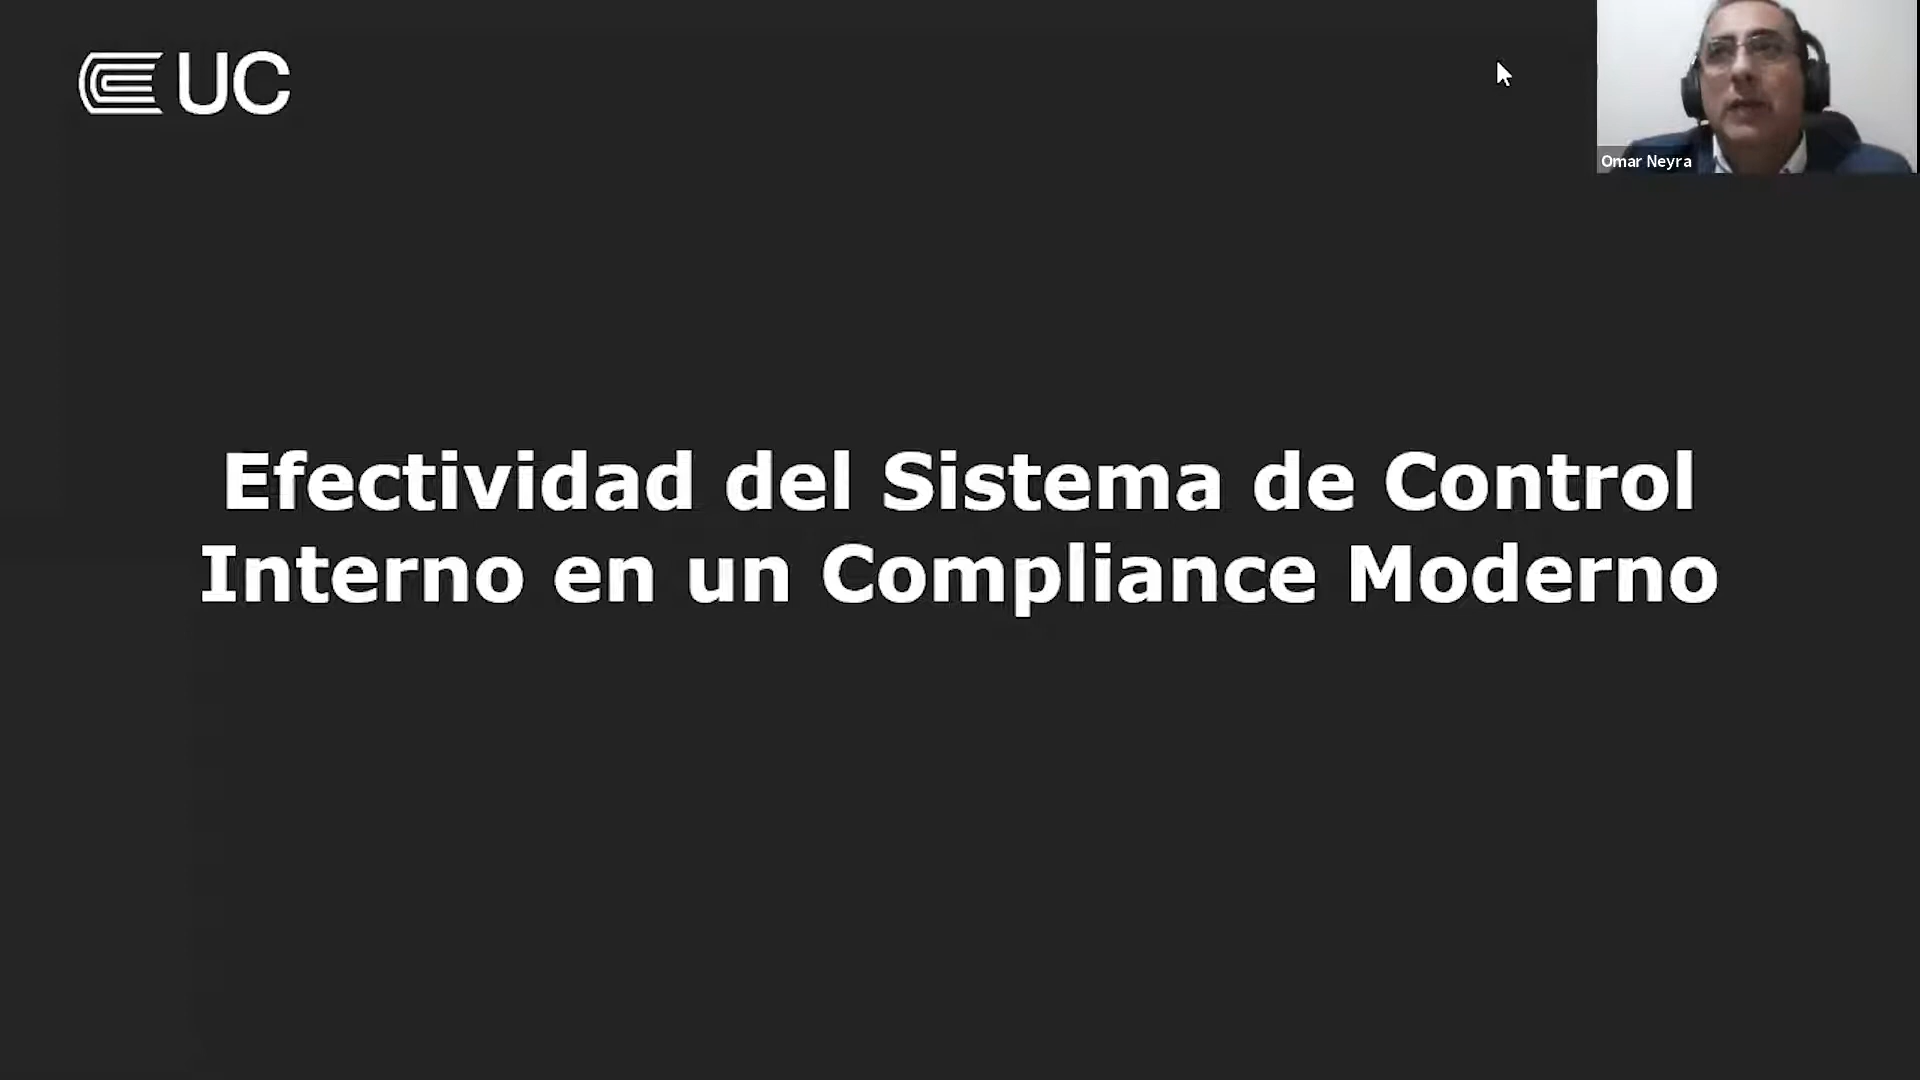 UC
Omar Neyra
Efectividad del Sistema de Control
Interno en un Compliance Moderno